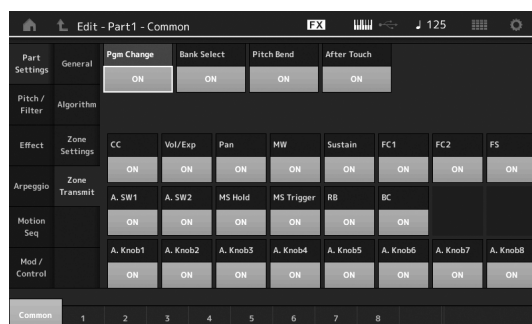 Edit - Part1 - Common FX ♩ 125
Part Settings General Pgm Change Bank Select Pitch Bend After Touch
ON ON ON ON
Pitch / Filter Algorithm
Effect Zone Settings CC Vol/Exp Pan MW Sustain FC1 FC2 FS
ON ON ON ON ON ON ON ON
Arpeggio Zone Transmit A. SW1 A. SW2 MS Hold MS Trigger RB BC
ON ON ON ON ON ON
Motion Seq
Mod / Control A. Knob1 A. Knob2 A. Knob3 A. Knob4 A. Knob5 A. Knob6 A. Knob7 A. Knob8
ON ON ON ON ON ON ON ON
Common 1 2 3 4 5 6 7 8